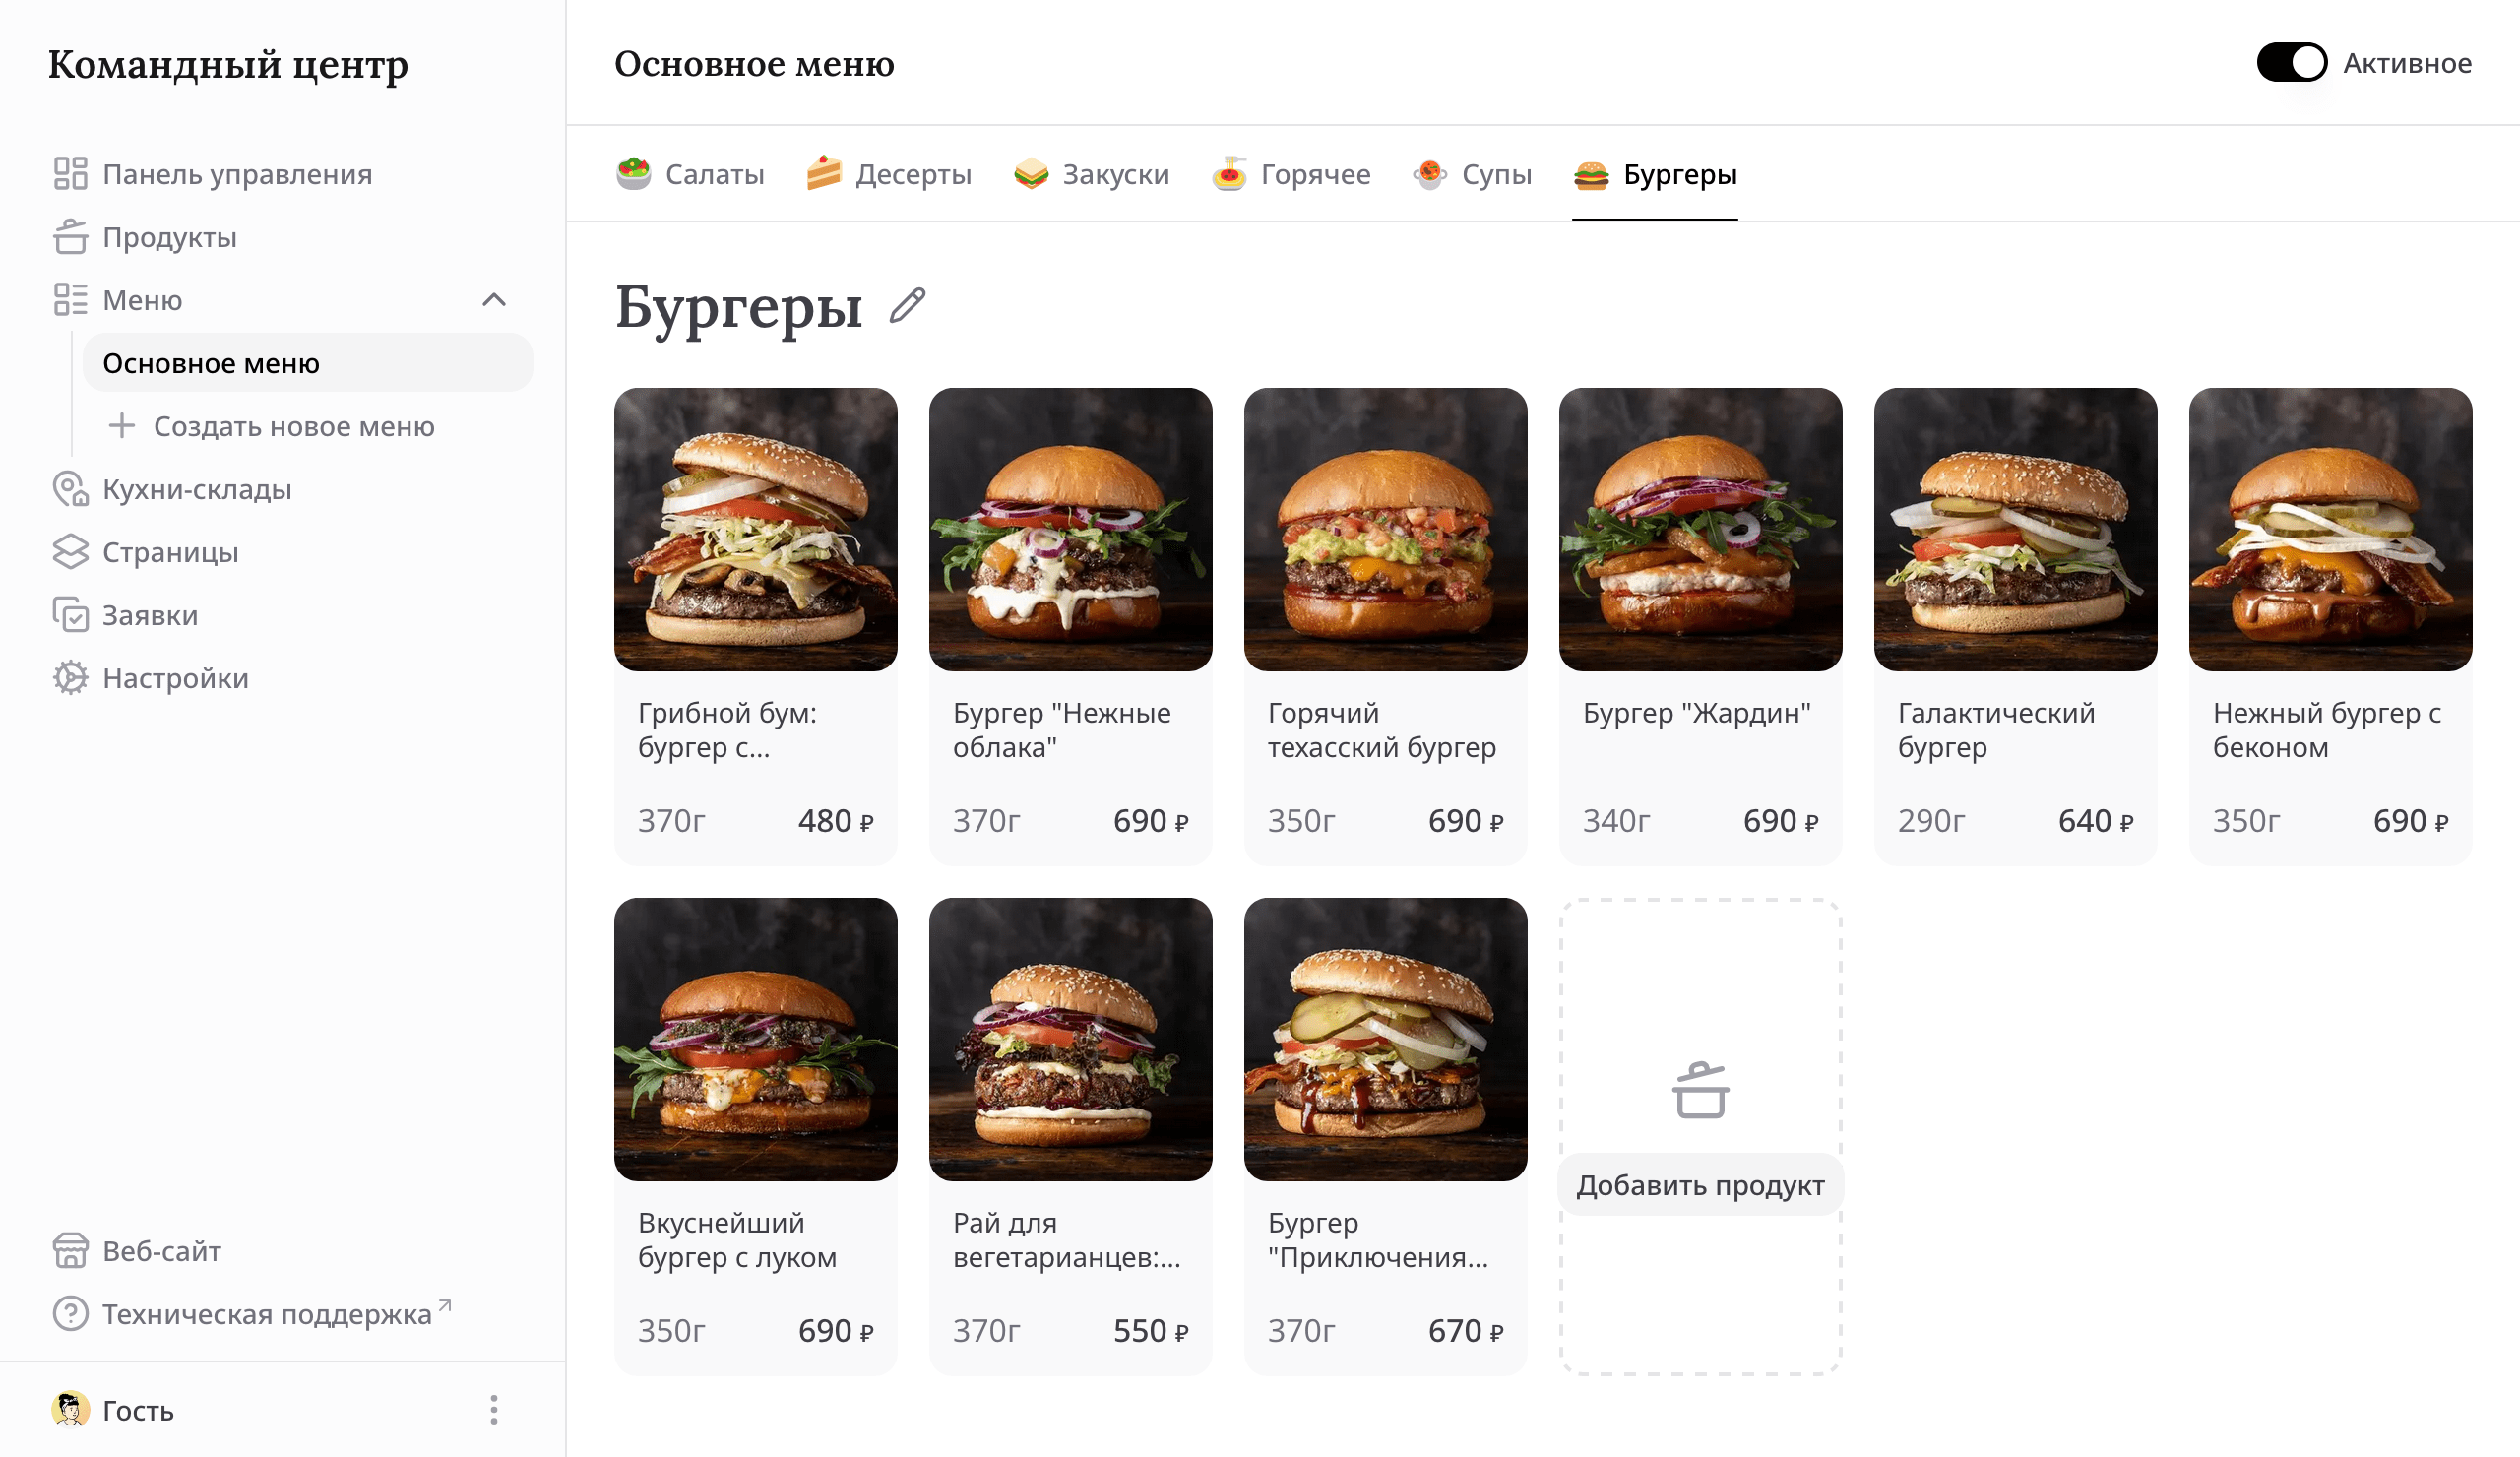 Командный центр
Панель управления
Продукты
Меню
Основное меню
Создать новое меню
Кухни-склады
Страницы
Заявки
Настройки
Веб-сайт
Техническая поддержка
Гость
Основное меню
Активное
Салаты
Десерты
Закуски
Горячее
Супы
Бургеры
Бургеры
Грибной бум:
бургер с...
370г
480 ₽
Бургер "Нежные
облака"
370г
690 ₽
Горячий
техасский бургер
350г
690 ₽
Бургер "Жардин"
340г
690 ₽
Галактический
бургер
290г
640 ₽
Нежный бургер с
беконом
350г
690 ₽
Вкуснейший
бургер с луком
350г
690 ₽
Рай для
вегетарианцев:...
370г
550 ₽
Бургер
"Приключения...
370г
670 ₽
Добавить продукт